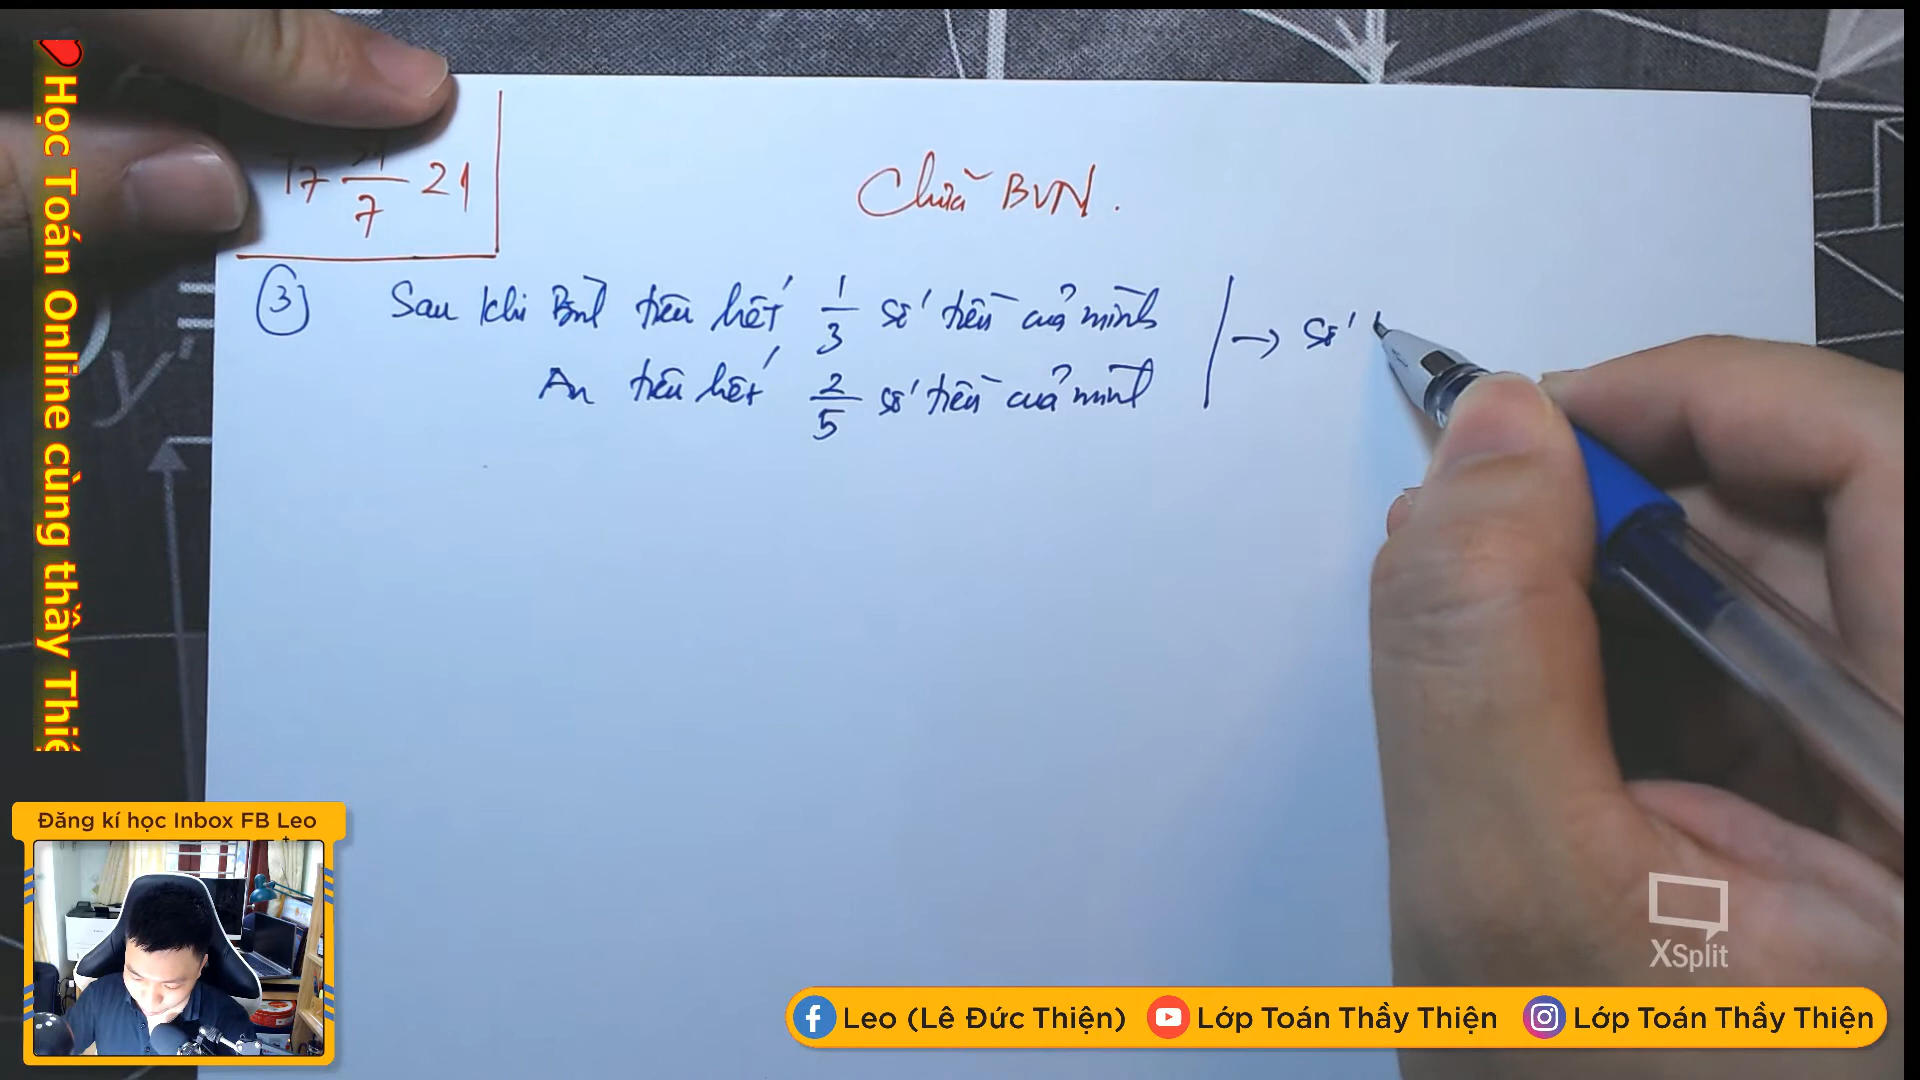 Học Toán Online cùng thầy Thiệ
17 21/7 21
Chữa BVN.
③ Sau khi Bình tiêu hết 1/3 số tiền của mình
An tiêu hết 2/5 số tiền của mình
→ số
Đăng kí học Inbox FB Leo
XSplit
Leo (Lê Đức Thiện) Lớp Toán Thầy Thiện Lớp Toán Thầy Thiện